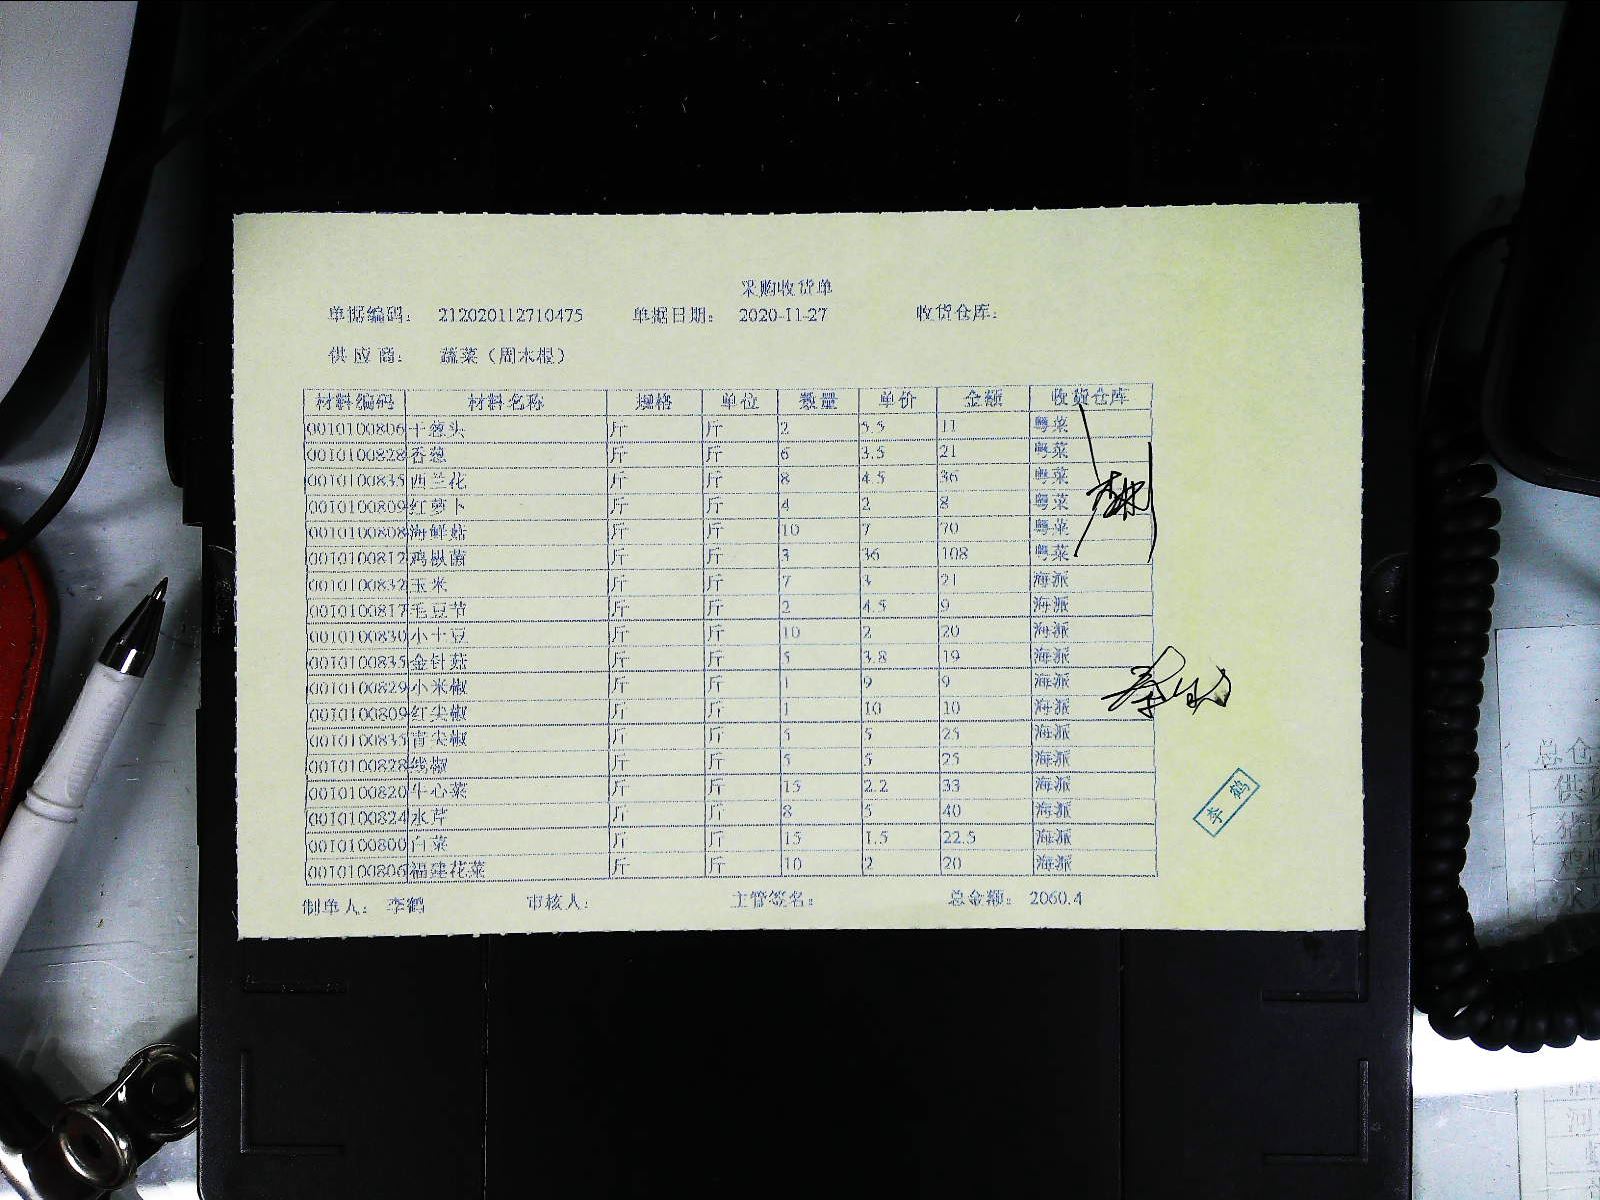 采购收货单
单据编码： 212020112710475 单据日期： 2020-11-27 收货仓库：
供 应 商： 蔬菜（周木根）
材料编码 材料名称 规格 单位 数量 单价 金额 收货仓库
0010100806 干葱头 斤 斤 2 5.5 11 粤菜
0010100828 香葱 斤 斤 6 3.5 21 粤菜
0010100835 西兰花 斤 斤 8 4.5 36 粤菜
0010100809 红萝卜 斤 斤 4 2 8 粤菜
0010100808 海鲜菇 斤 斤 10 7 70 粤菜
0010100812 鸡枞菌 斤 斤 3 36 108 粤菜
0010100832 玉米 斤 斤 7 3 21 海派
0010100817 毛豆节 斤 斤 2 4.5 9 海派
0010100830 小土豆 斤 斤 10 2 20 海派
0010100835 金针菇 斤 斤 5 3.8 19 海派
0010100829 小米椒 斤 斤 1 9 9 海派
0010100809 红尖椒 斤 斤 1 10 10 海派
0010100835 青尖椒 斤 斤 5 5 25 海派
0010100828 线椒 斤 斤 5 5 25 海派
0010100820 牛心菜 斤 斤 15 2.2 33 海派
0010100824 水芹 斤 斤 8 5 40 海派
0010100800 白菜 斤 斤 15 1.5 22.5 海派
0010100806 福建花菜 斤 斤 10 2 20 海派
李鹤
制单人： 李鹤 审核人： 主管签名： 总金额： 2060.4
总仓